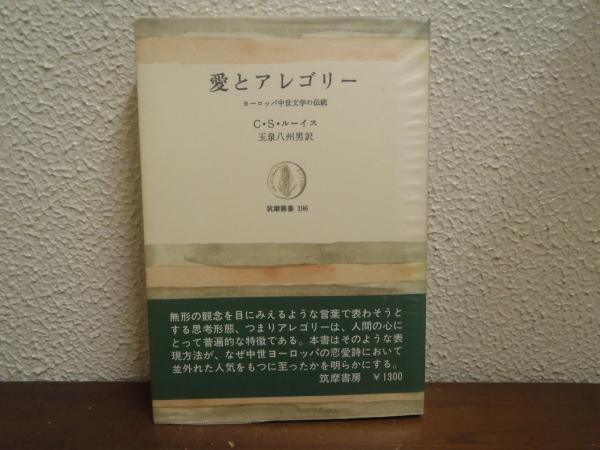 愛とアレゴリー
ヨーロッパ中世文学の伝統
C・S・ルーイス
玉泉八州男訳
筑摩叢書 196
無形の観念を目にみえるような言葉で表わそうと
する思考形態、つまりアレゴリーは、人間の心に
とって普遍的な特徴である。本書はそのような表
現方法が、なぜ中世ヨーロッパの恋愛詩において
並外れた人気をもつに至ったかを明らかにする。
筑摩書房 ￥1300